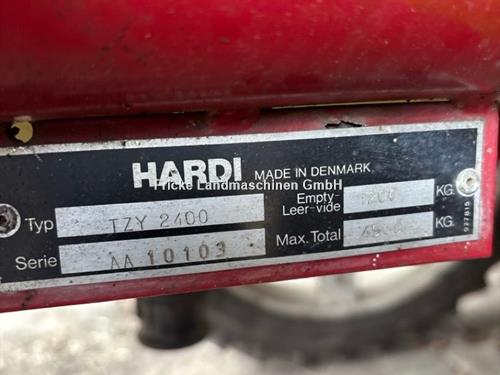 HARDI MADE IN DENMARK
Fricke Landmaschinen GmbH
Typ TZY 2400
Empty Leer-vide KG.
Serie AA 10103
Max. Total KG.
977815